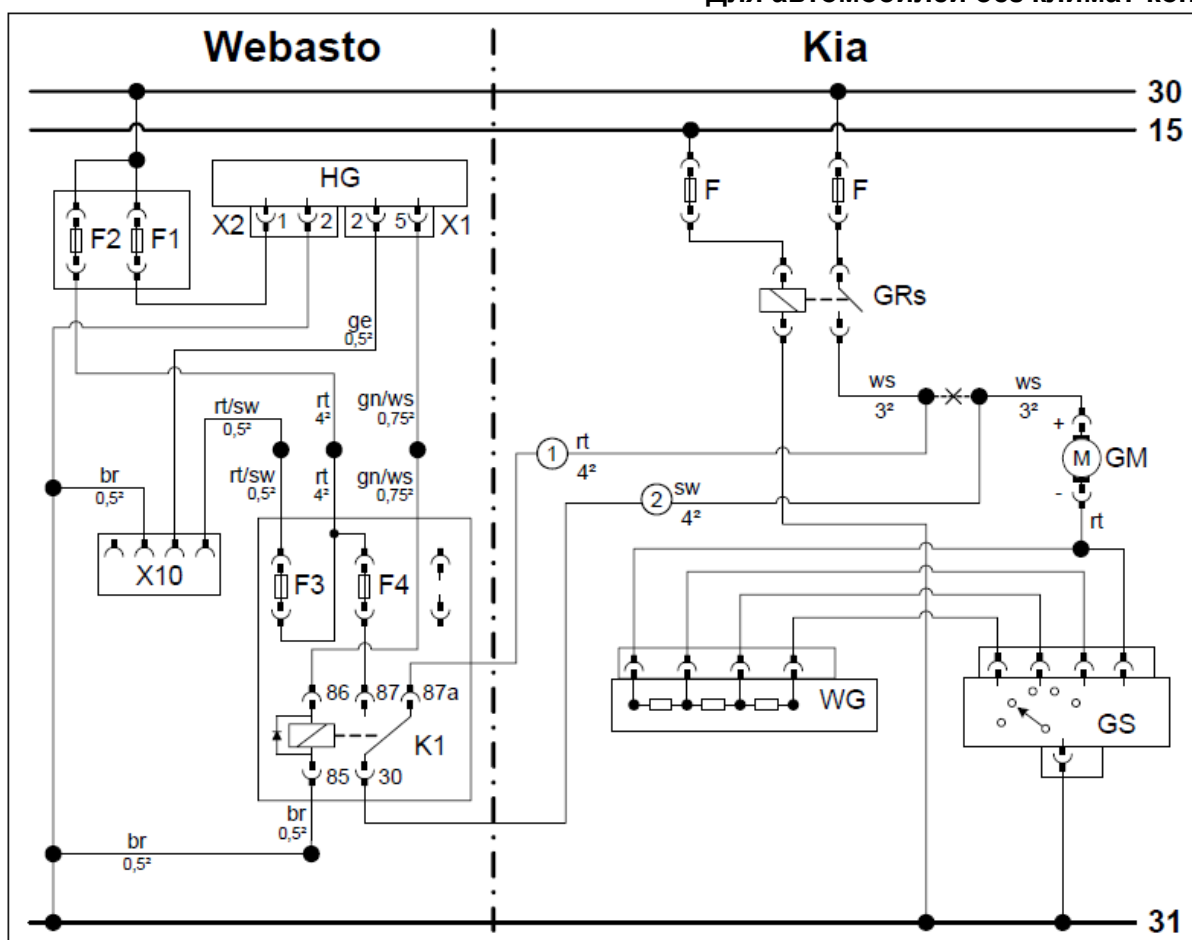 Webasto
Kia
30
15
HG
X2 1 2 2 5 X1
F2 F1
F F
GRs
ge
0,5²
rt/sw
0,5²
rt
4²
gn/ws
0,75²
ws
3²
ws
3²
+
M GM
-
rt
1 rt
4²
2 sw
4²
br
0,5²
rt/sw
0,5²
rt
4²
gn/ws
0,75²
X10
F3 F4
86 87 87a
K1
85 30
WG
GS
br
0,5²
br
0,5²
31